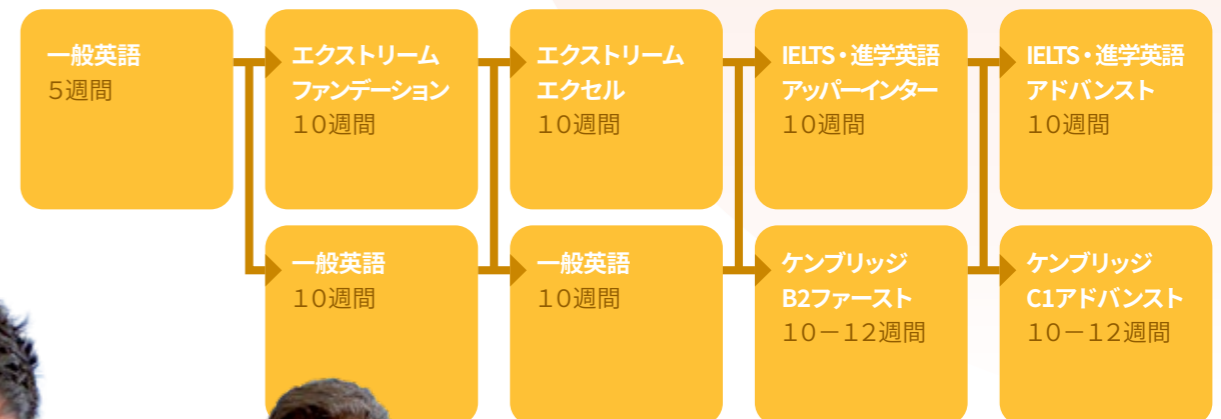 一般英語
5週間
エクストリーム
ファンデーション
10週間
エクストリーム
エクセル
10週間
IELTS・進学英語
アッパーインター
10週間
IELTS・進学英語
アドバンスト
10週間
一般英語
10週間
一般英語
10週間
ケンブリッジ
B2ファースト
10－12週間
ケンブリッジ
C1アドバンスト
10－12週間